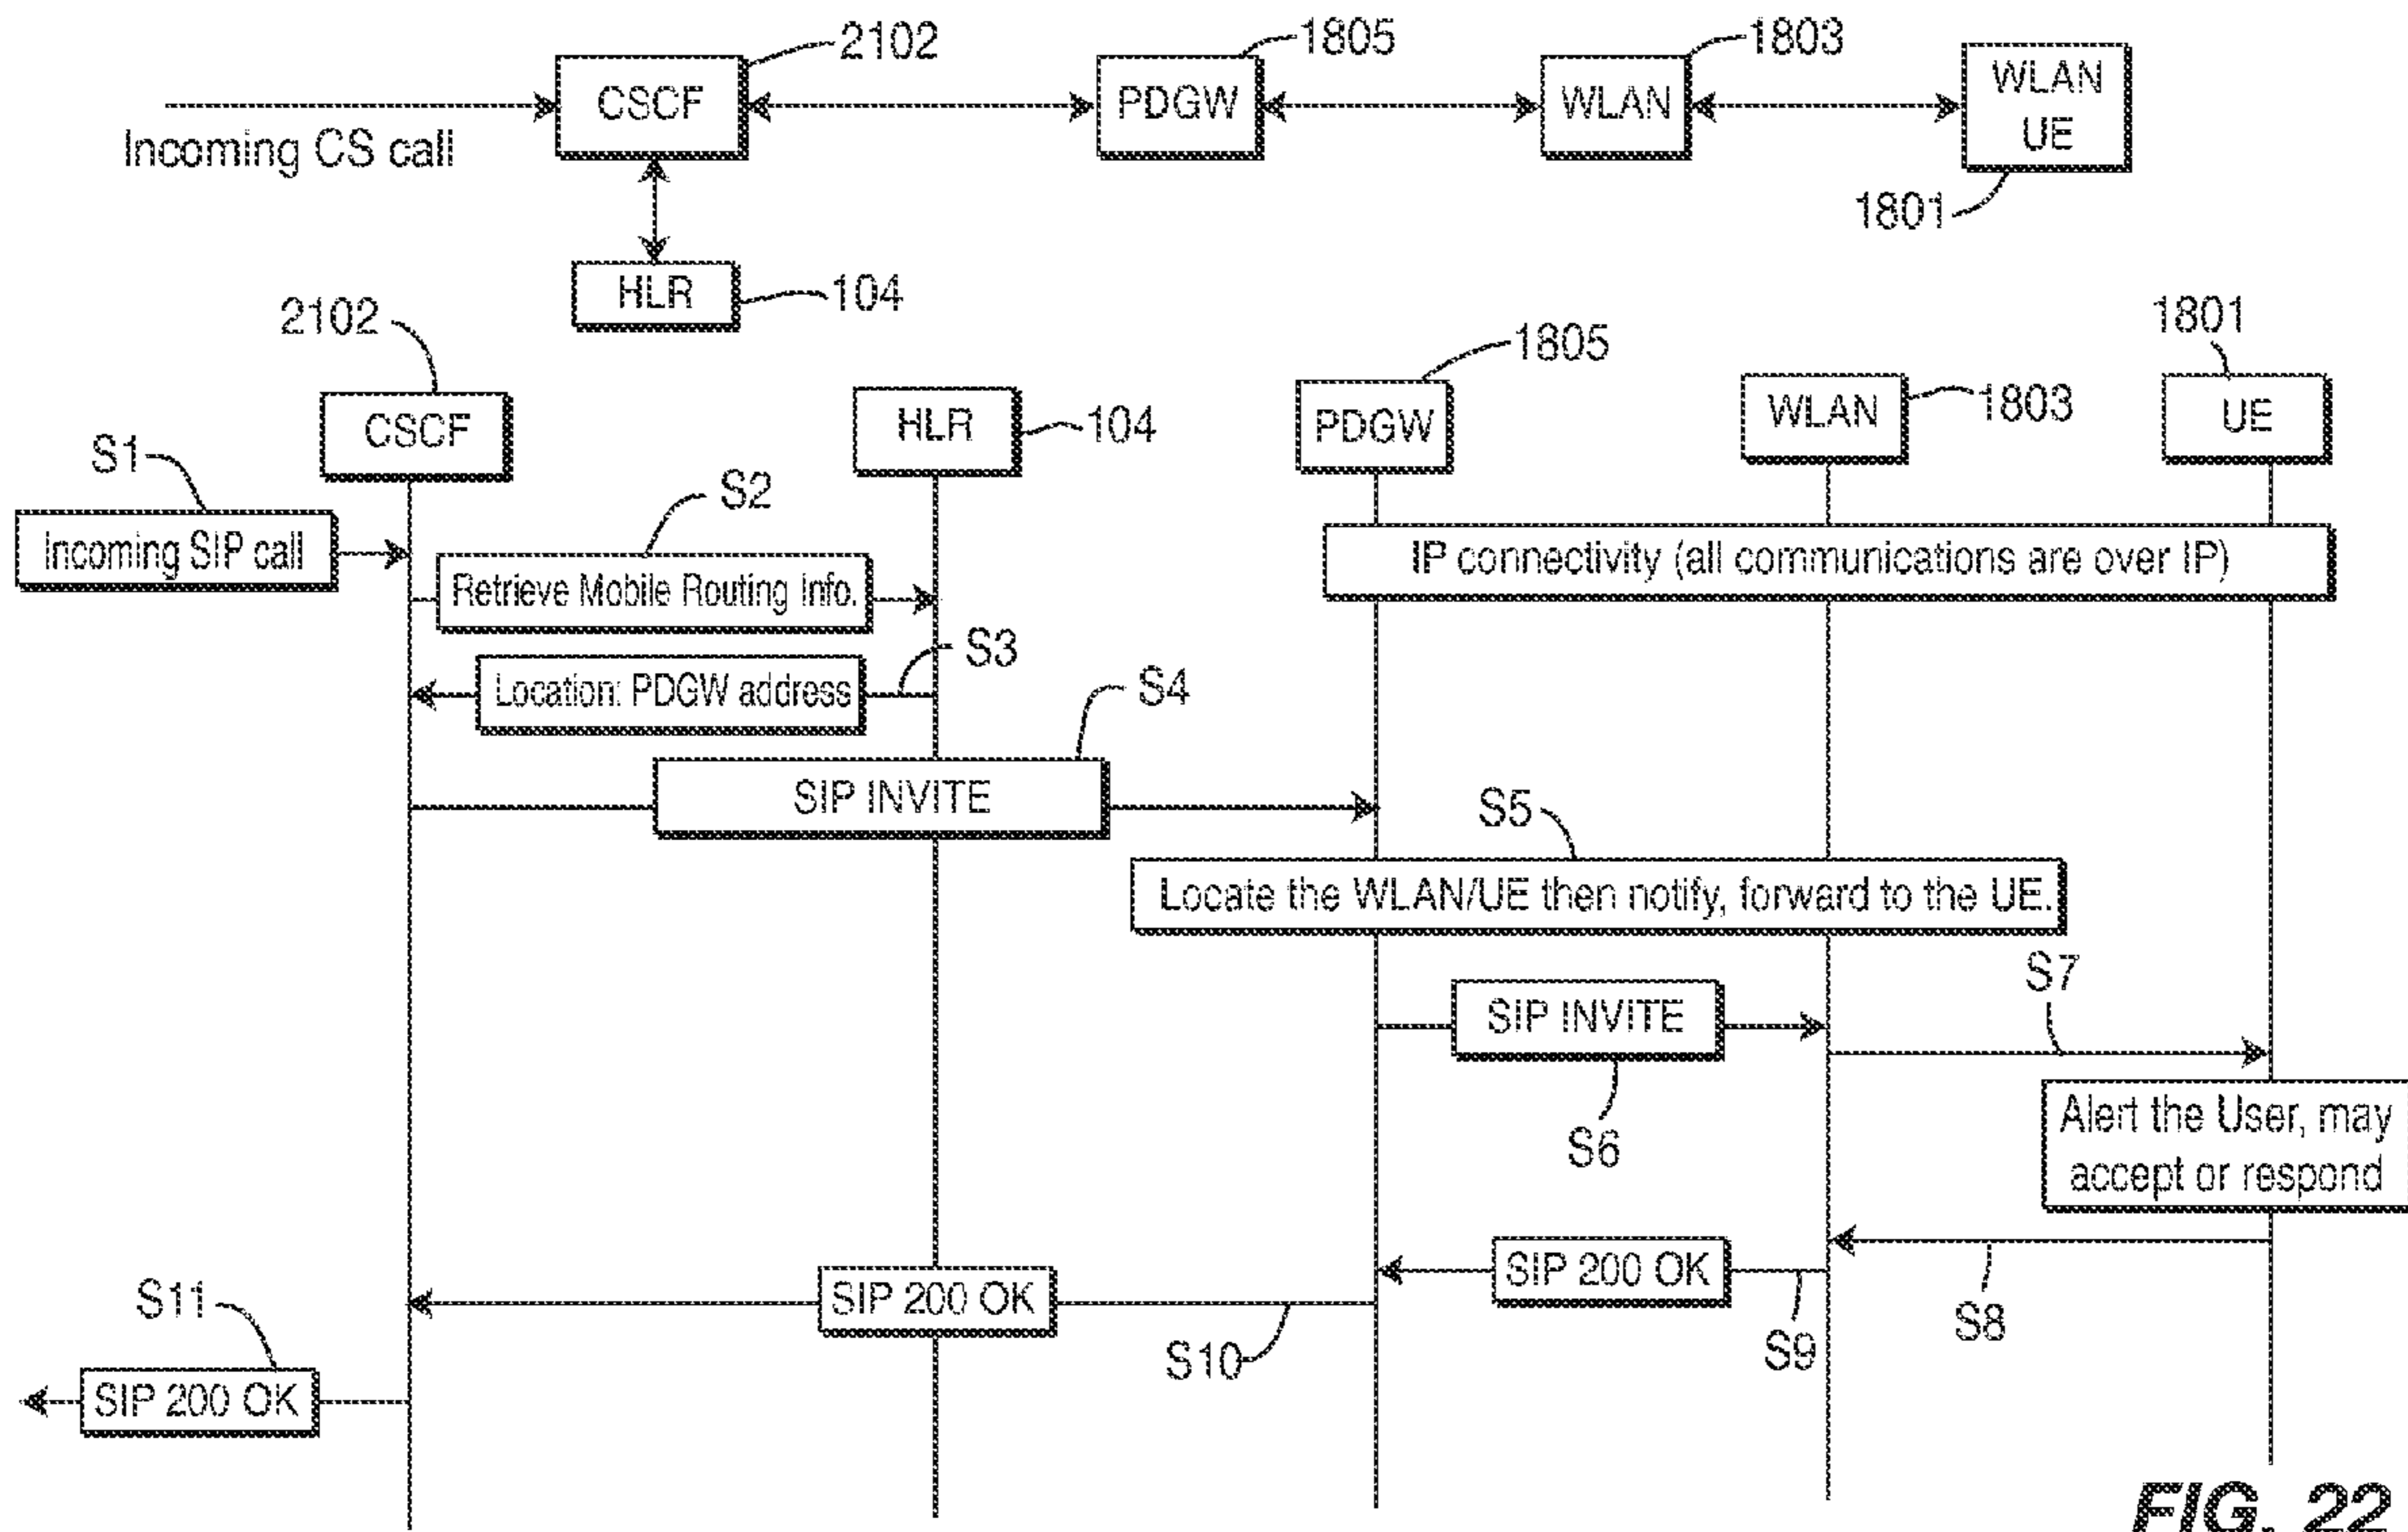 2102
1805
1803
CSCF
PDGW
WLAN
WLAN
UE
Incoming CS call
1801
HLR
104
2102
1805
1801
CSCF
HLR
104
PDGW
WLAN
1803
UE
S1
S2
Incoming SIP call
IP connectivity (all communications are over IP)
Retrieve Mobile Routing Info.
S3
Location: PDGW address
S4
SIP INVITE
S5
Locate the WLAN/UE then notify, forward to the UE.
S7
SIP INVITE
S6
Alert the User, may
accept or respond
SIP 200 OK
SIP 200 OK
S11
S10
S9
S8
SIP 200 OK
FIG. 22